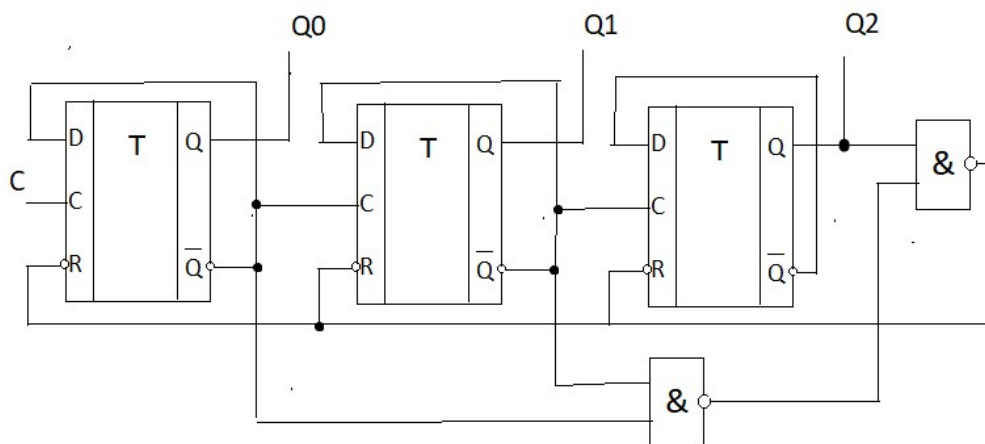 Q0 Q1 Q2
D T Q D T Q D T Q &
C C C C
R Q̅ R Q̅ R Q̅
&